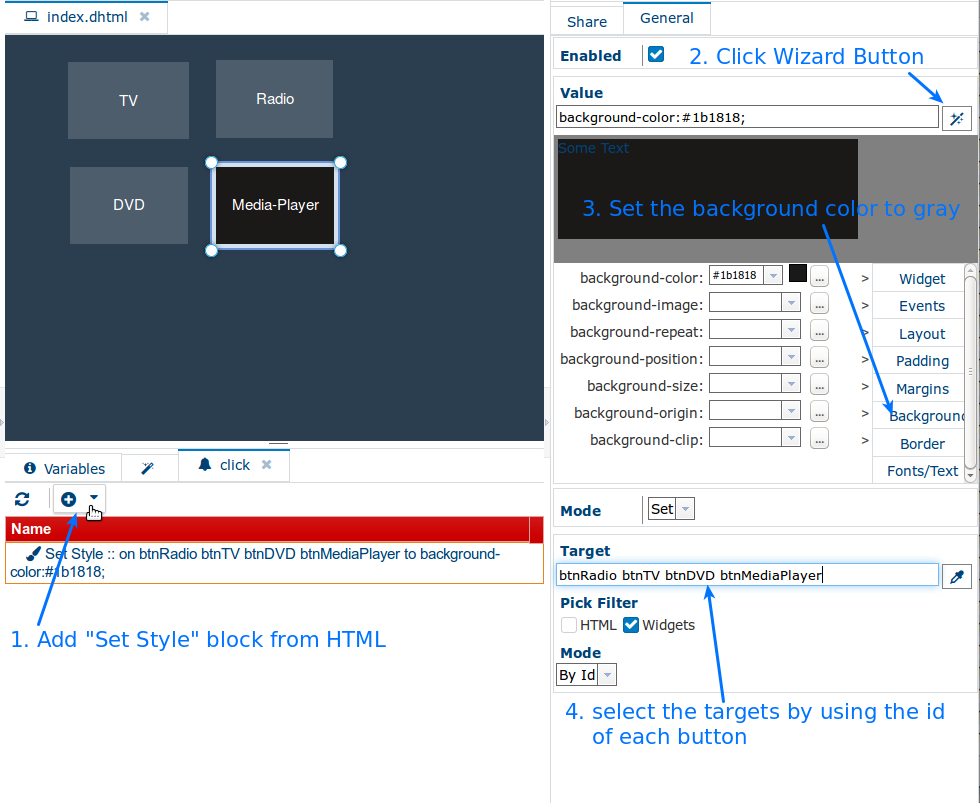 index.dhtml
TV
Radio
DVD
Media-Player
Variables
click
Name
Set Style :: on btnRadio btnTV btnDVD btnMediaPlayer to background-
color:#1b1818;
1. Add "Set Style" block from HTML
Share
General
Enabled
2. Click Wizard Button
Value
background-color:#1b1818;
Some Text
3. Set the background color to gray
background-color:
#1b1818
...
>
Widget
background-image:
...
>
Events
background-repeat:
...
>
Layout
background-position:
...
>
Padding
background-size:
...
>
Margins
background-origin:
...
>
Background
background-clip:
...
>
Border
Fonts/Text
Mode
Set
Target
btnRadio btnTV btnDVD btnMediaPlayer
Pick Filter
HTML
Widgets
Mode
By Id
4. select the targets by using the id
of each button